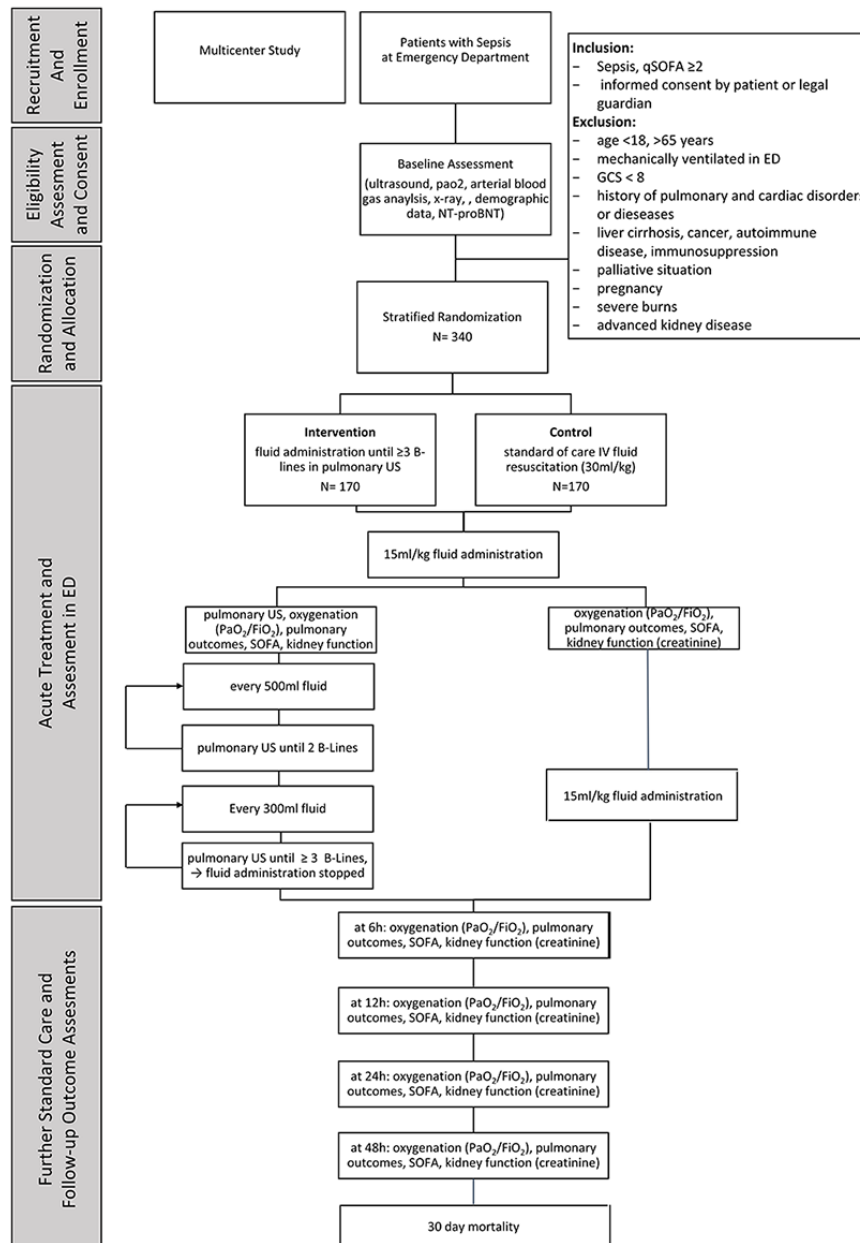 Recruitment
And
Enrollment
Multicenter Study
Patients with Sepsis
at Emergency Department
Inclusion:
– Sepsis, qSOFA ≥2
– informed consent by patient or legal
guardian
Exclusion:
– age <18, >65 years
– mechanically ventilated in ED
– GCS < 8
– history of pulmonary and cardiac disorders
or dieseases
– liver cirrhosis, cancer, autoimmune
disease, immunosuppression
– palliative situation
– pregnancy
– severe burns
– advanced kidney disease
Eligibility
Assesment
and Consent
Baseline Assessment
(ultrasound, pao2, arterial blood
gas anaylsis, x-ray, , demographic
data, NT-proBNT)
Randomization
and Allocation
Stratified Randomization
N= 340
Acute Treatment and
Assesment in ED
Intervention
fluid administration until ≥3 B-
lines in pulmonary US
N= 170
Control
standard of care IV fluid
resuscitation (30ml/kg)
N=170
15ml/kg fluid administration
pulmonary US, oxygenation
(PaO₂/FiO₂), pulmonary
outcomes, SOFA, kidney function
oxygenation (PaO₂/FiO₂),
pulmonary outcomes, SOFA,
kidney function (creatinine)
every 500ml fluid
pulmonary US until 2 B-Lines
Every 300ml fluid
pulmonary US until ≥ 3 B-Lines,
→ fluid administration stopped
15ml/kg fluid administration
Further Standard Care and
Follow-up Outcome Assesments
at 6h: oxygenation (PaO₂/FiO₂), pulmonary
outcomes, SOFA, kidney function (creatinine)
at 12h: oxygenation (PaO₂/FiO₂), pulmonary
outcomes, SOFA, kidney function (creatinine)
at 24h: oxygenation (PaO₂/FiO₂), pulmonary
outcomes, SOFA, kidney function (creatinine)
at 48h: oxygenation (PaO₂/FiO₂), pulmonary
outcomes, SOFA, kidney function (creatinine)
30 day mortality